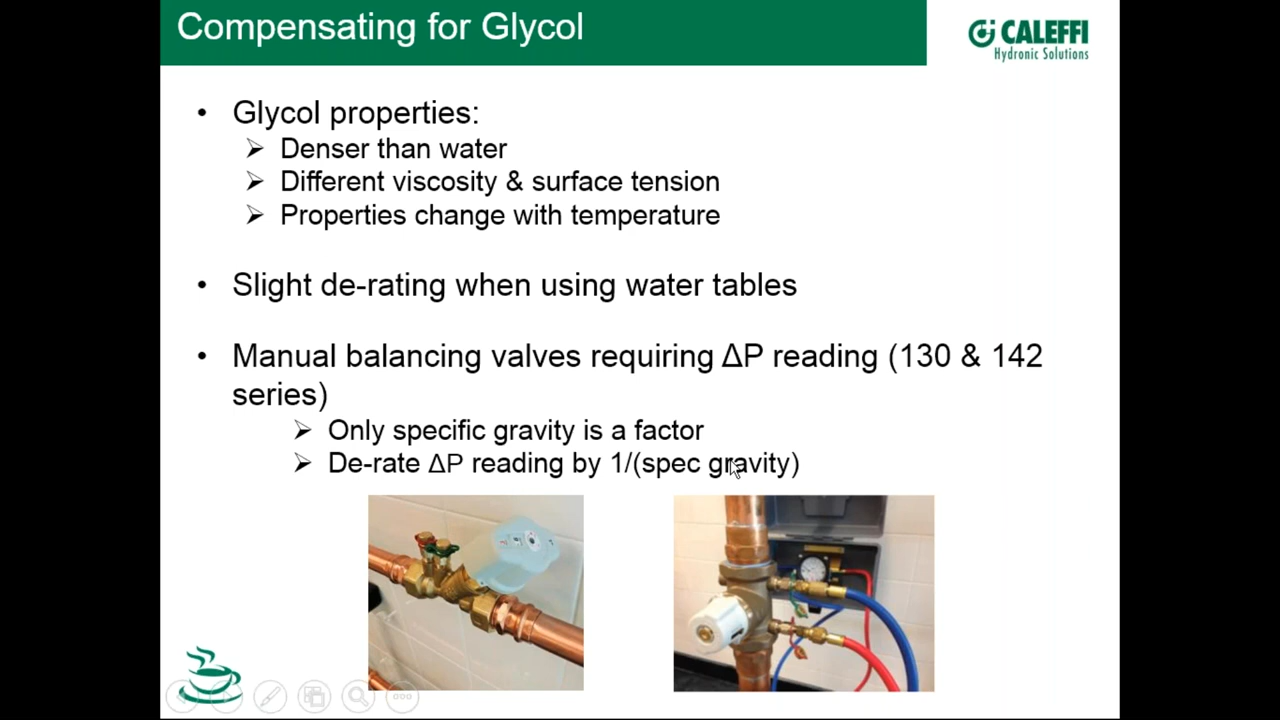 Compensating for Glycol
CALEFFI
Hydronic Solutions
• Glycol properties:
➢ Denser than water
➢ Different viscosity & surface tension
➢ Properties change with temperature
• Slight de-rating when using water tables
• Manual balancing valves requiring ΔP reading (130 & 142
series)
➢ Only specific gravity is a factor
➢ De-rate ΔP reading by 1/(spec gravity)